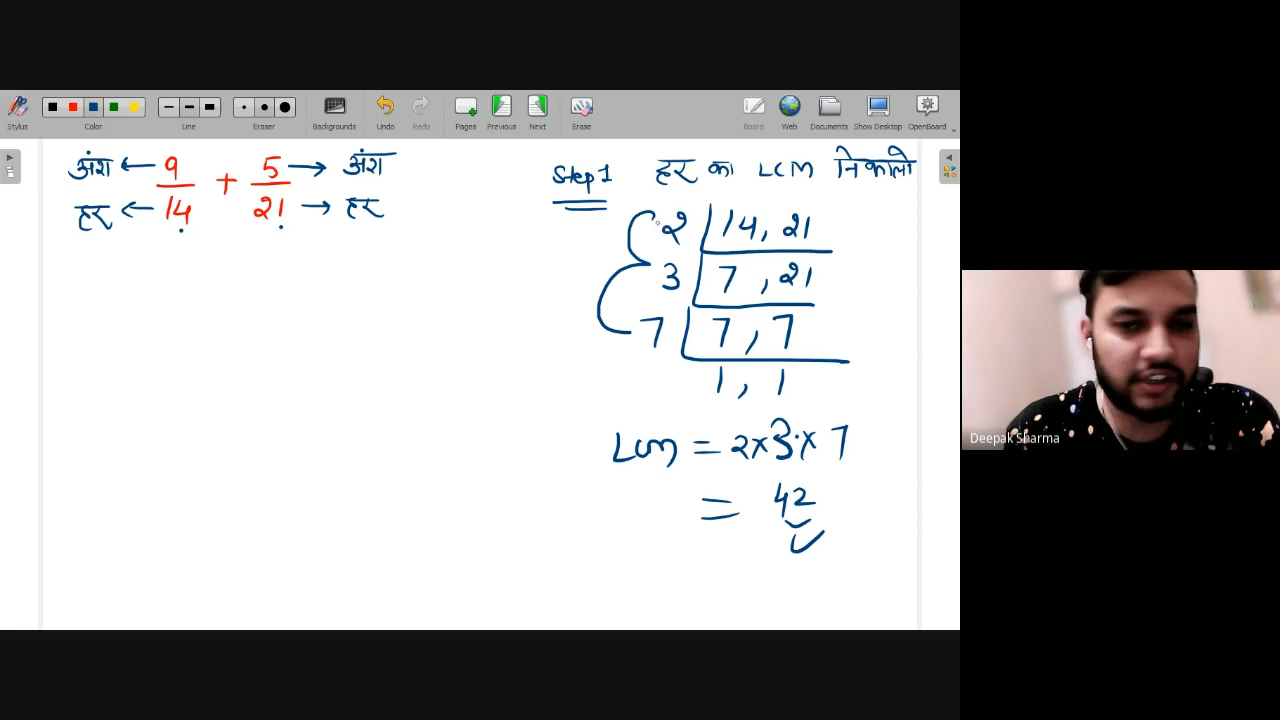 Stylus
Color
Line
Eraser
Backgrounds
Undo
Redo
Pages
Previous
Next
Erase
Board
Web
Documents
Show Desktop
OpenBoard
अंश ← 9/14 + 5/21 → अंश
हर ← → हर
Step 1 हर का LCM निकालो
2 | 14, 21
3 | 7, 21
7 | 7, 7
1, 1
LCM = 2×3×7
= 42
Deepak Sharma